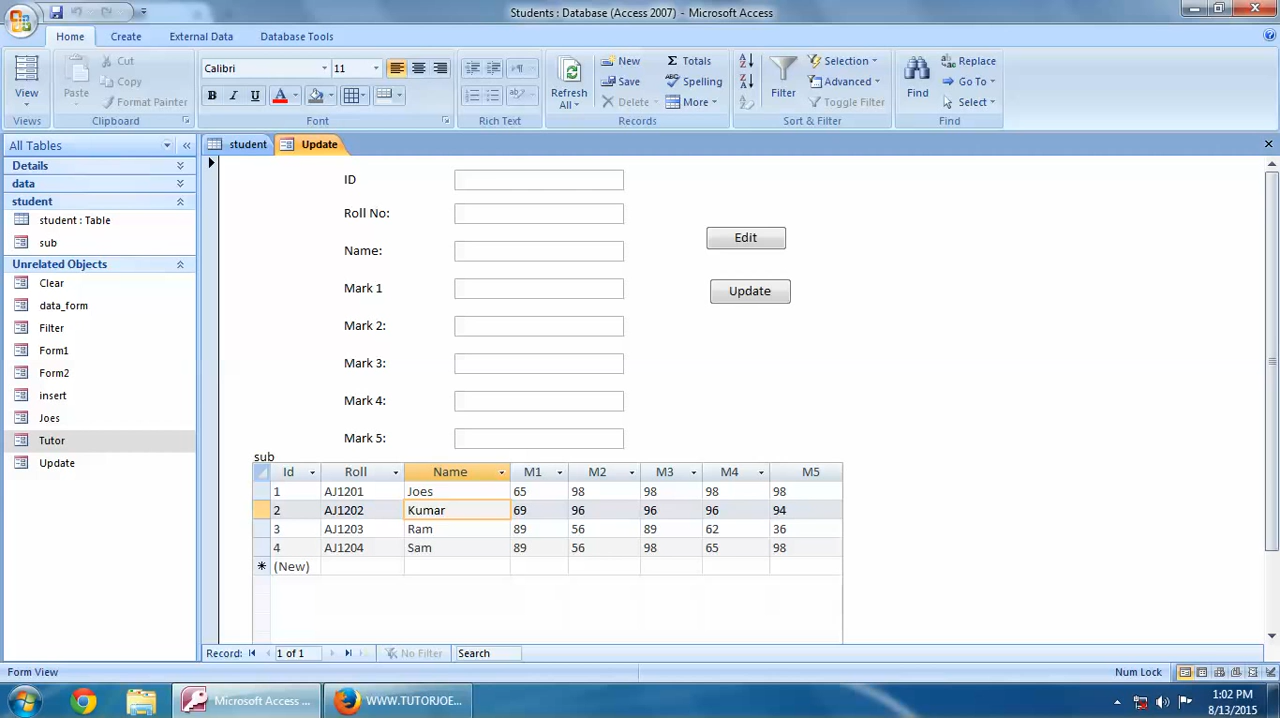 Students : Database (Access 2007) - Microsoft Access
Home Create External Data Database Tools
View
Views
Paste
Cut
Copy
Format Painter
Clipboard
Calibri 11
B I U A
Font
Rich Text
Refresh All
New
Save
Delete
Totals
Spelling
More
Records
Filter
Selection
Advanced
Toggle Filter
Sort & Filter
Find
Replace
Go To
Select
Find
All Tables
Details
data
student
student : Table
sub
Unrelated Objects
Clear
data_form
Filter
Form1
Form2
insert
Joes
Tutor
Update
student Update
ID
Roll No:
Name:
Mark 1
Mark 2:
Mark 3:
Mark 4:
Mark 5:
Edit
Update
sub
Id Roll Name M1 M2 M3 M4 M5
1 AJ1201 Joes 65 98 98 98 98
2 AJ1202 Kumar 69 96 96 96 94
3 AJ1203 Ram 89 56 89 62 36
4 AJ1204 Sam 89 56 98 65 98
(New)
Record: 1 of 1 No Filter Search
Form View Num Lock
Microsoft Access ... WWW.TUTORJOE... 1:02 PM
8/13/2015